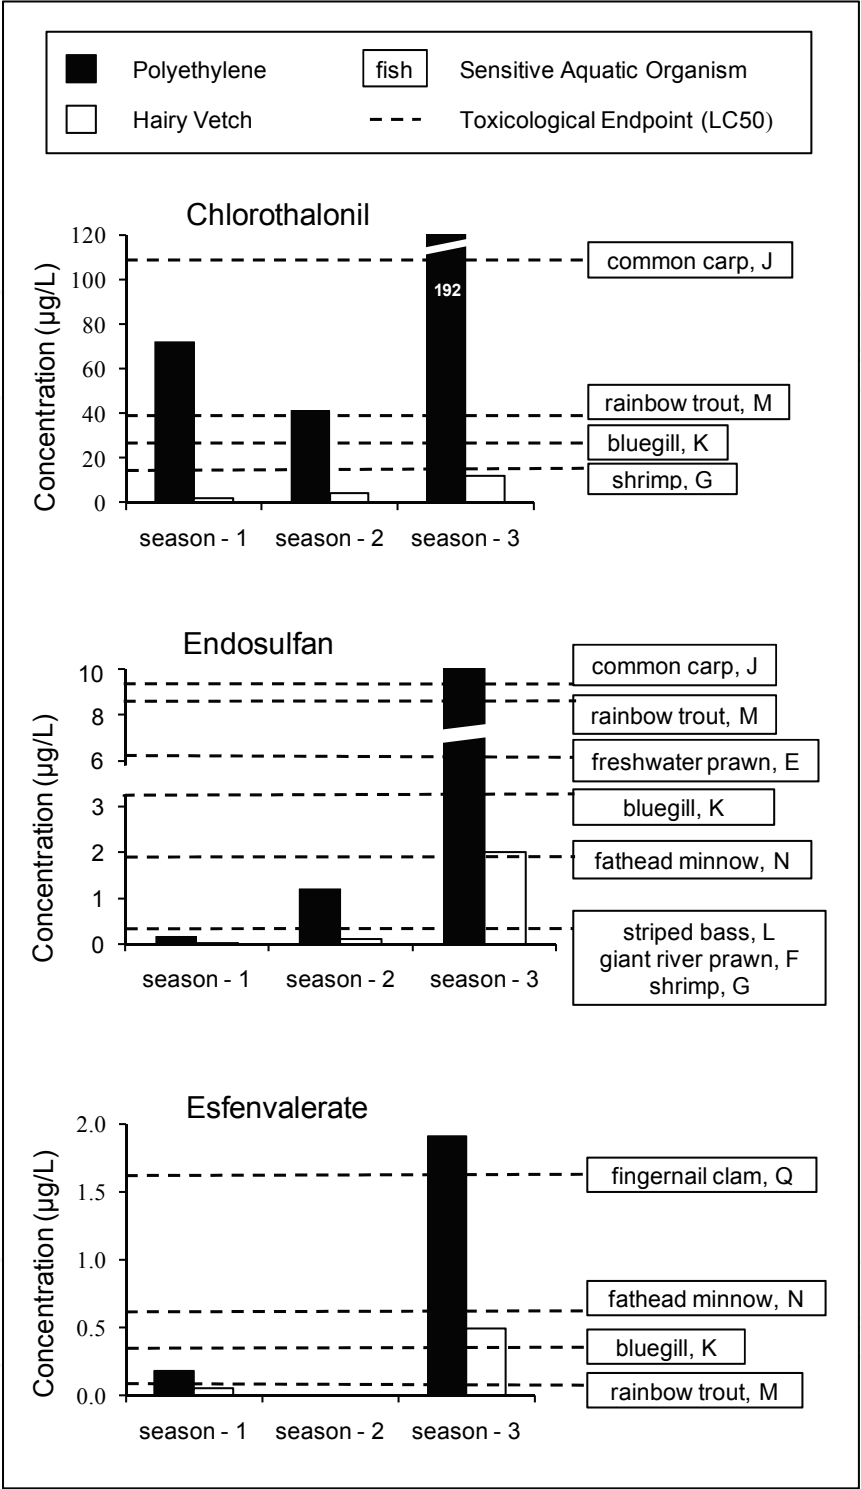 Polyethylene fish Sensitive Aquatic Organism
Hairy Vetch Toxicological Endpoint (LC50)
Chlorothalonil
Concentration (µg/L)
120
100
80
60
40
20
0
192
common carp, J
rainbow trout, M
bluegill, K
shrimp, G
season - 1 season - 2 season - 3
Endosulfan
Concentration (µg/L)
10
8
6
3
2
1
0
common carp, J
rainbow trout, M
freshwater prawn, E
bluegill, K
fathead minnow, N
striped bass, L
giant river prawn, F
shrimp, G
season - 1 season - 2 season - 3
Esfenvalerate
Concentration (µg/L)
2.0
1.5
1.0
0.5
0.0
fingernail clam, Q
fathead minnow, N
bluegill, K
rainbow trout, M
season - 1 season - 2 season - 3